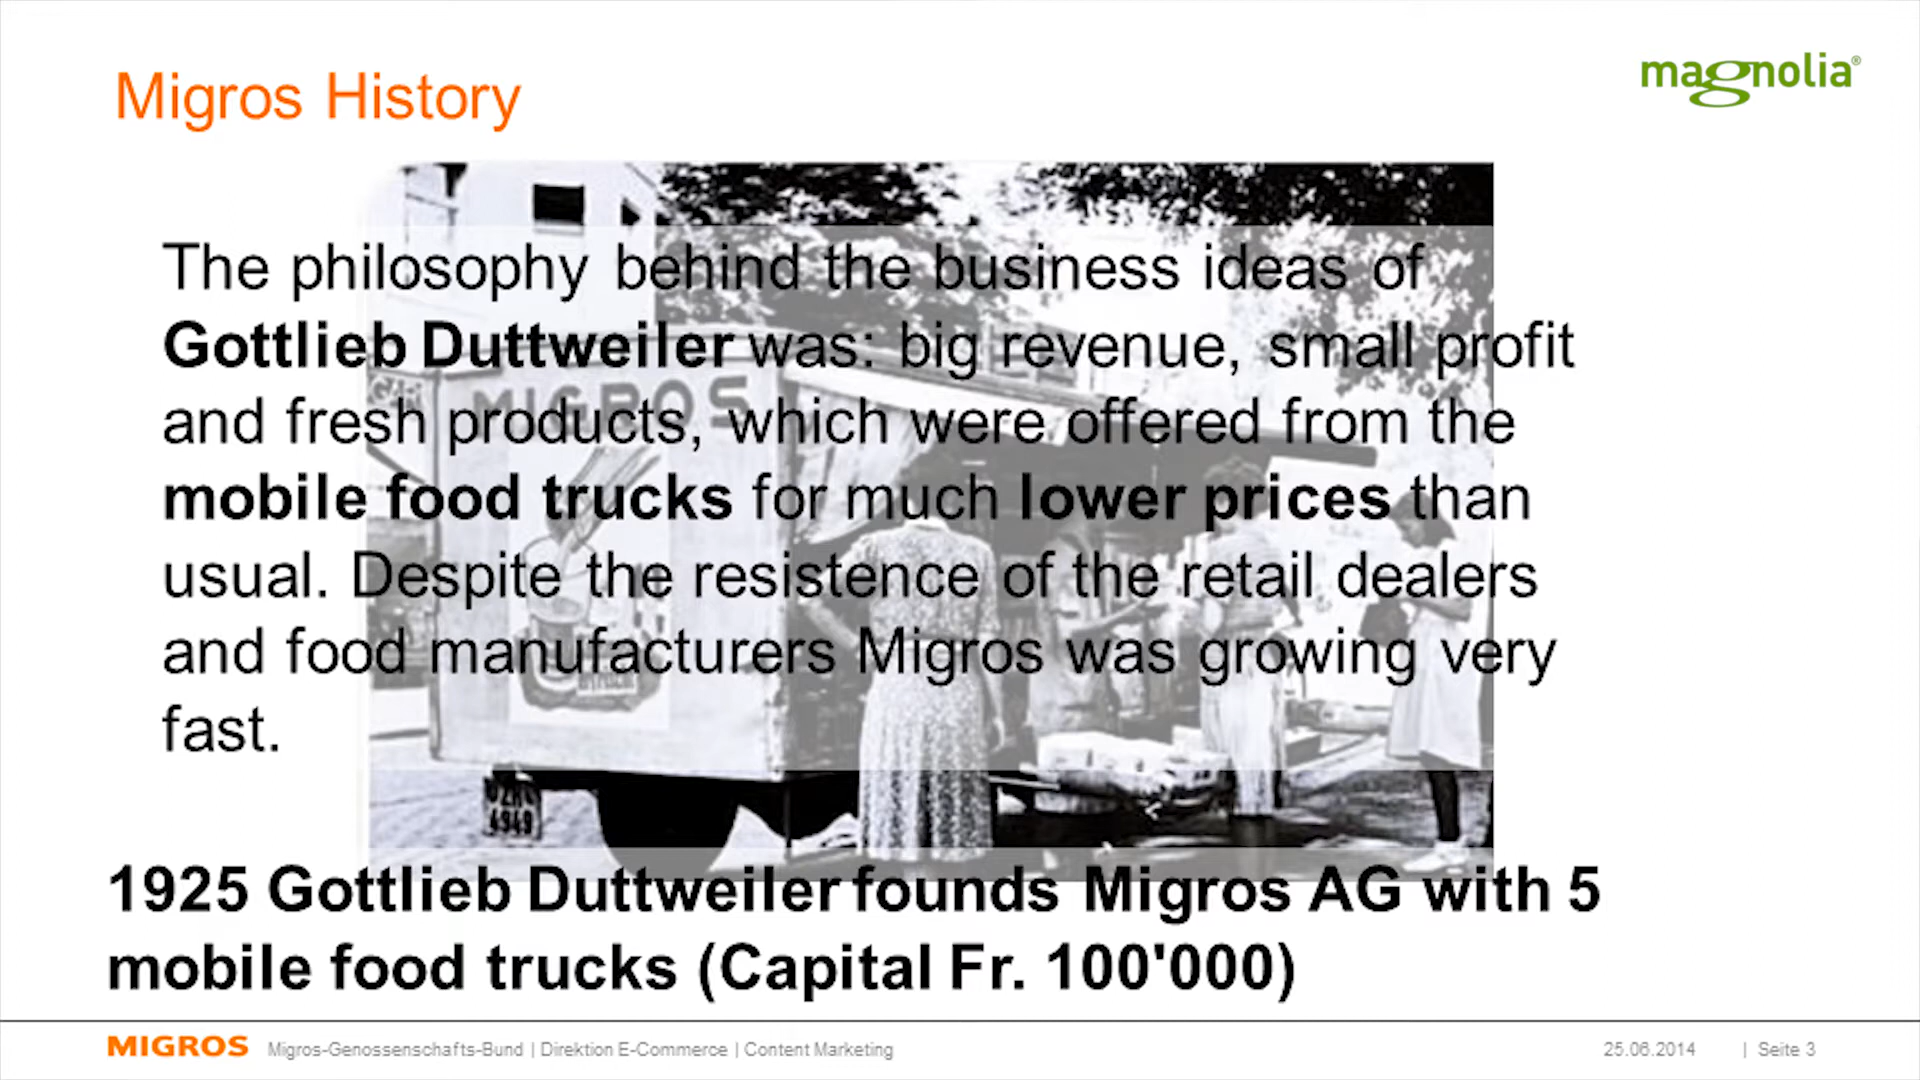 Migros History
magnolia®
The philosophy behind the business ideas of
Gottlieb Duttweiler was: big revenue, small profit
and fresh products, which were offered from the
mobile food trucks for much lower prices than
usual. Despite the resistence of the retail dealers
and food manufacturers Migros was growing very
fast.
MIGROS
4949
1925 Gottlieb Duttweiler founds Migros AG with 5
mobile food trucks (Capital Fr. 100'000)
MIGROS Migros-Genossenschafts-Bund | Direktion E-Commerce | Content Marketing 25.06.2014 | Seite 3